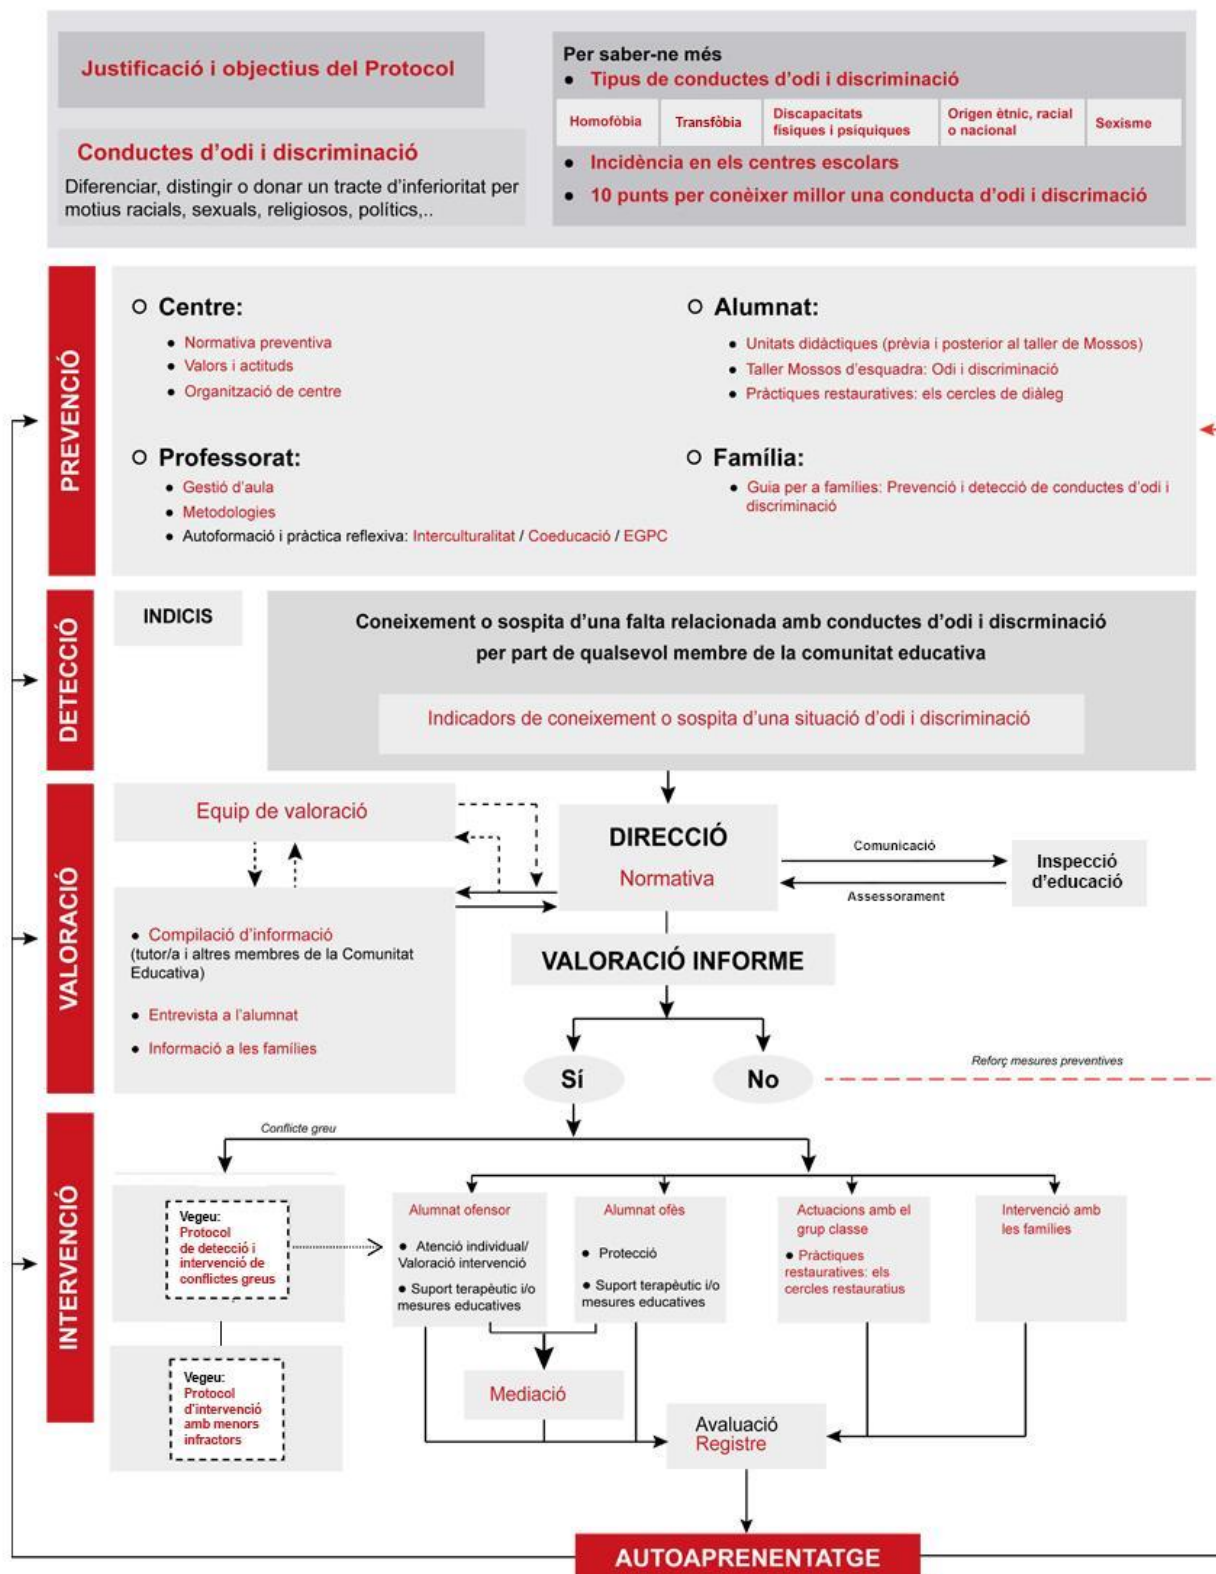 Justificació i objectius del Protocol
Conductes d'odi i discriminació
Diferenciar, distingir o donar un tracte d'inferioritat per
motius racials, sexuals, religiosos, polítics,..
Per saber-ne més
● Tipus de conductes d'odi i discriminació
Homofòbia
Transfòbia
Discapacitats
físiques i psíquiques
Origen ètnic, racial
o nacional
Sexisme
● Incidència en els centres escolars
● 10 punts per conèixer millor una conducta d'odi i discrimació
PREVENCIÓ
Centre:
● Normativa preventiva
● Valors i actituds
● Organització de centre
Alumnat:
● Unitats didàctiques (prèvia i posterior al taller de Mossos)
● Taller Mossos d'esquadra: Odi i discriminació
● Pràctiques restauratives: els cercles de diàleg
Professorat:
● Gestió d'aula
● Metodologies
● Autoformació i pràctica reflexiva: Interculturalitat / Coeducació / EGPC
Família:
● Guia per a famílies: Prevenció i detecció de conductes d'odi i
discriminació
DETECCIÓ
INDICIS
Coneixement o sospita d'una falta relacionada amb conductes d'odi i discrminació
per part de qualsevol membre de la comunitat educativa
Indicadors de coneixement o sospita d'una situació d'odi i discriminació
VALORACIÓ
Equip de valoració
● Compilació d'informació
(tutor/a i altres membres de la Comunitat
Educativa)
● Entrevista a l'alumnat
● Informació a les famílies
DIRECCIÓ
Normativa
Comunicació
Assessorament
Inspecció
d'educació
VALORACIÓ INFORME
Sí
No
Reforç mesures preventives
INTERVENCIÓ
Conflicte greu
Vegeu:
Protocol
de detecció i
intervenció de
conflictes greus
Vegeu:
Protocol
d'intervenció
amb menors
infractors
Alumnat ofensor
● Atenció individual/
Valoració intervenció
● Suport terapèutic i/o
mesures educatives
Alumnat ofès
● Protecció
● Suport terapèutic i/o
mesures educatives
Actuacions amb el
grup classe
● Pràctiques
restauratives: els
cercles restauratius
Intervenció amb
les famílies
Mediació
Avaluació
Registre
AUTOAPRENENTATGE